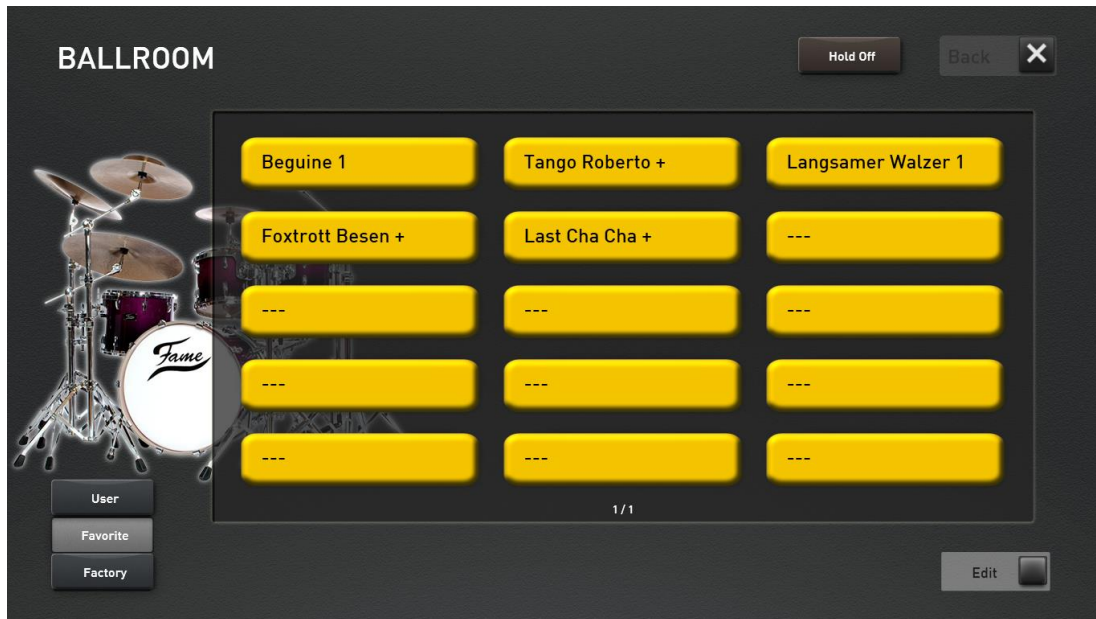 BALLROOM
Hold Off
Back
Beguine 1
Tango Roberto +
Langsamer Walzer 1
Foxtrott Besen +
Last Cha Cha +
---
---
---
---
---
---
---
---
---
---
Fame
1/1
User
Favorite
Factory
Edit